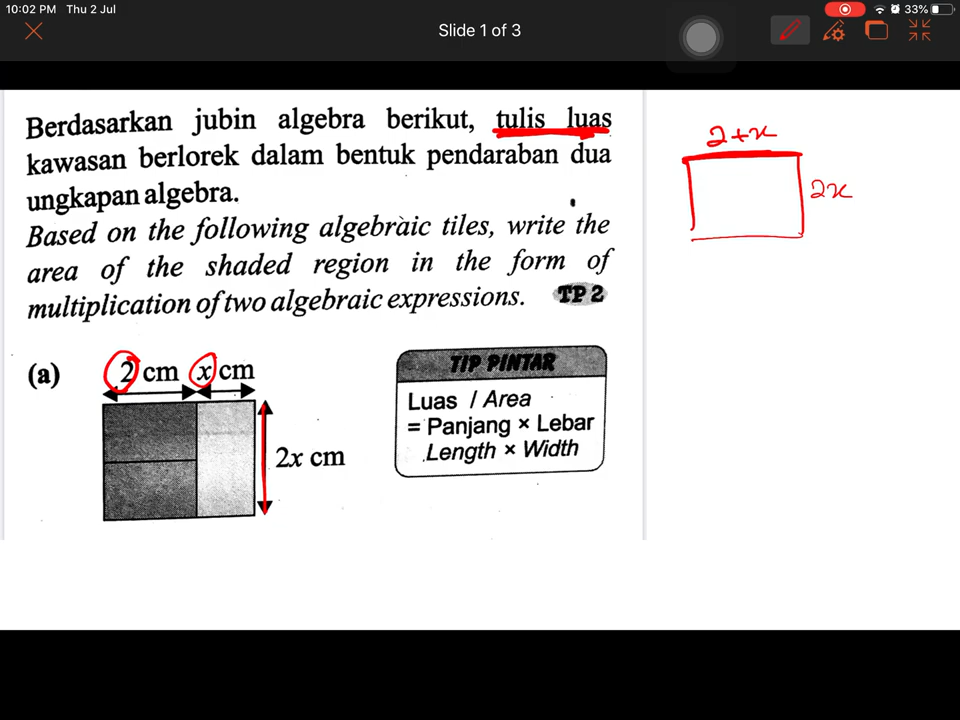 10:02 PM Thu 2 Jul
33%
Slide 1 of 3
Berdasarkan jubin algebra berikut, tulis luas
kawasan berlorek dalam bentuk pendaraban dua
ungkapan algebra.
Based on the following algebraic tiles, write the
area of the shaded region in the form of
multiplication of two algebraic expressions. TP 2
(a) 2 cm x cm
2x cm
TIP PINTAR
Luas / Area
= Panjang × Lebar
Length × Width
2+x
2x